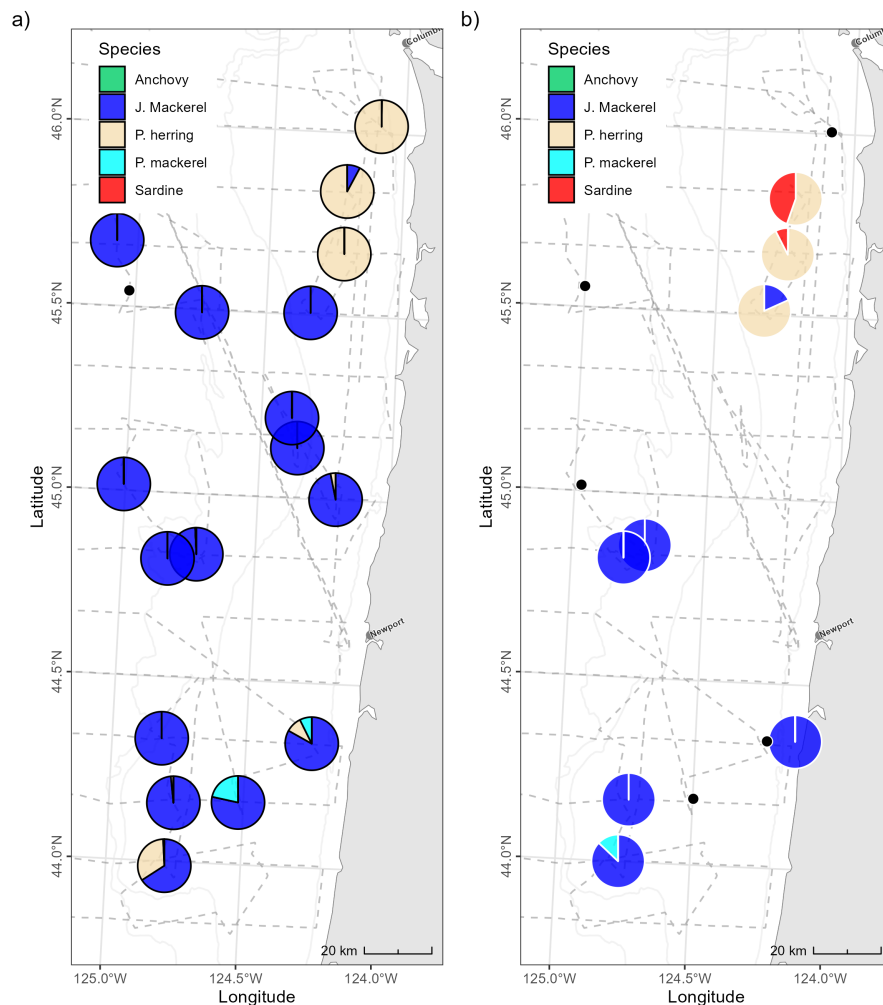 a)
Species
Anchovy
J. Mackerel
P. herring
P. mackerel
Sardine
Newport
46.0°N
45.5°N
45.0°N
44.5°N
44.0°N
Latitude
20 km
125.0°W 124.5°W 124.0°W
Longitude
b)
Species
Anchovy
J. Mackerel
P. herring
P. mackerel
Sardine
Newport
46.0°N
45.5°N
45.0°N
44.5°N
44.0°N
Latitude
20 km
125.0°W 124.5°W 124.0°W
Longitude